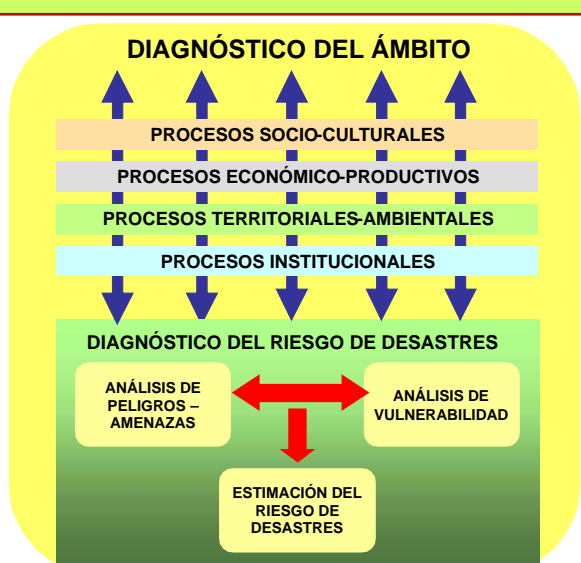 DIAGNÓSTICO DEL ÁMBITO
PROCESOS SOCIO-CULTURALES
PROCESOS ECONÓMICO-PRODUCTIVOS
PROCESOS TERRITORIALES-AMBIENTALES
PROCESOS INSTITUCIONALES
DIAGNÓSTICO DEL RIESGO DE DESASTRES
ANÁLISIS DE
PELIGROS –
AMENAZAS
ANÁLISIS DE
VULNERABILIDAD
ESTIMACIÓN DEL
RIESGO DE
DESASTRES